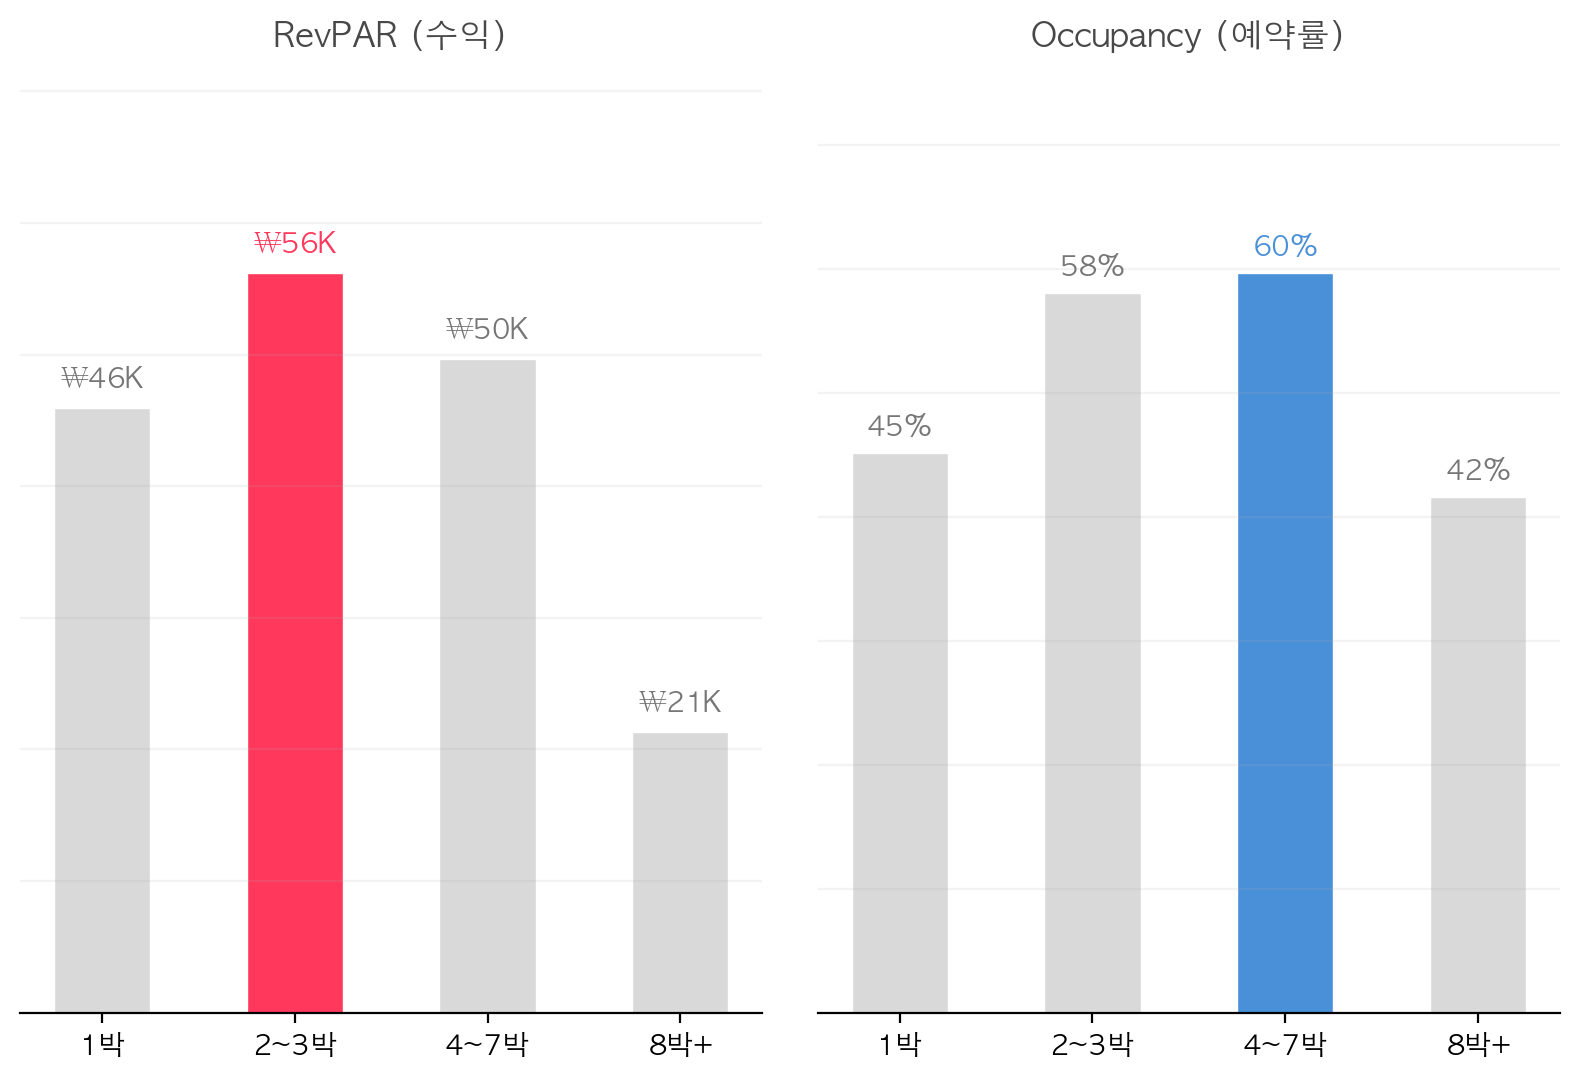 RevPAR (수익)
₩56K
₩50K
₩46K
₩21K
1박
2~3박
4~7박
8박+
Occupancy (예약률)
60%
58%
45%
42%
1박
2~3박
4~7박
8박+